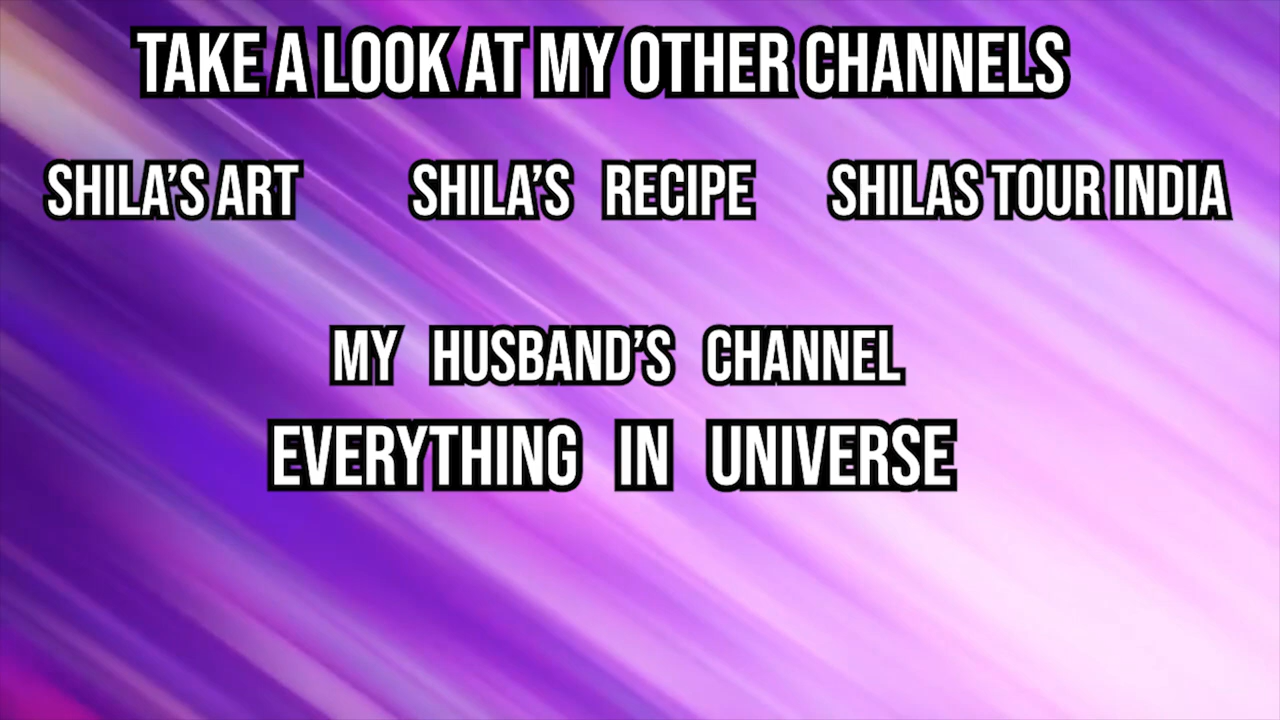 TAKE A LOOK AT MY OTHER CHANNELS
SHILA'S ART SHILA'S RECIPE SHILAS TOUR INDIA
MY HUSBAND'S CHANNEL
EVERYTHING IN UNIVERSE